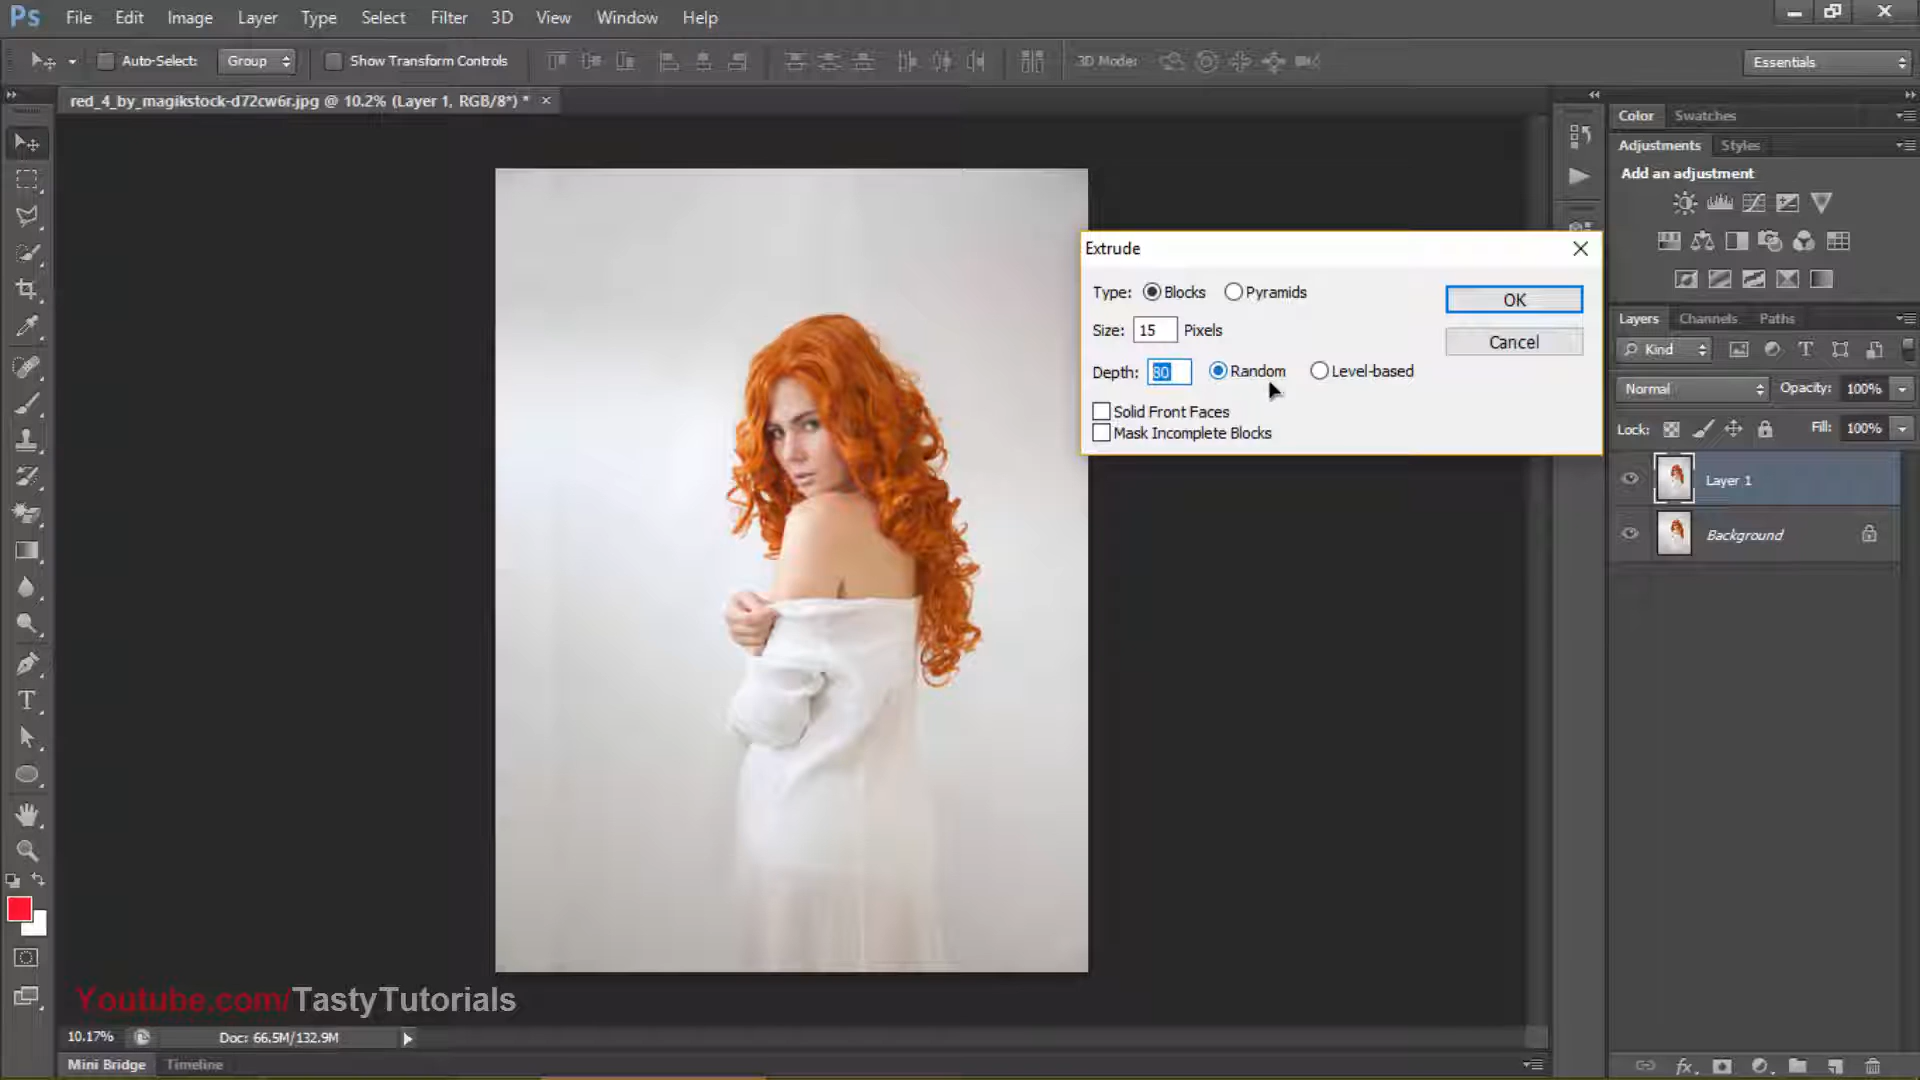 Ps File Edit Image Layer Type Select Filter 3D View Window Help
Auto-Select: Group Show Transform Controls 3D Mode: Essentials
red_4_by_magikstock-d72cw6r.jpg @ 10.2% (Layer 1, RGB/8*) * ×
Color Swatches
Adjustments Styles
Add an adjustment
Extrude
Type: Blocks Pyramids
OK
Size: 15 Pixels
Cancel
Depth: 30 Random Level-based
Solid Front Faces
Mask Incomplete Blocks
Layers Channels Paths
Kind
Normal Opacity: 100%
Lock: Fill: 100%
Layer 1
Background
Youtube.com/TastyTutorials
10.17% Doc: 66.5M/132.9M
Mini Bridge Timeline